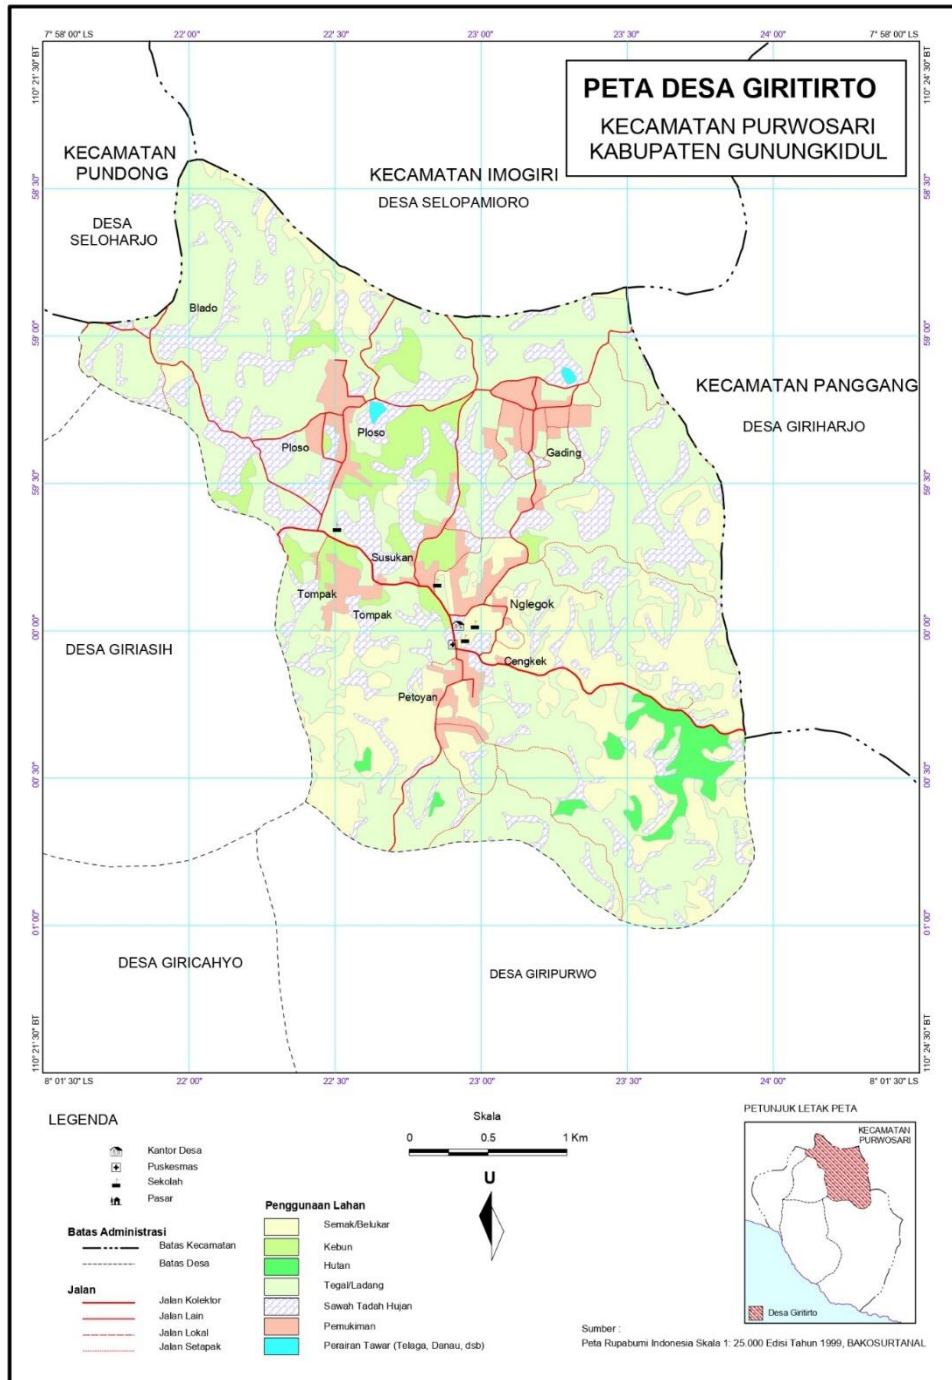 7° 58' 00" LS
22' 00"
22' 30"
23' 00"
23' 30"
24' 00"
7° 58' 00" LS
110° 21' 30" BT
110° 24' 30" BT
PETA DESA GIRITIRTO
KECAMATAN PURWOSARI
KABUPATEN GUNUNGKIDUL
KECAMATAN
PUNDONG
KECAMATAN IMOGIRI
DESA SELOPAMIORO
58' 30"
58' 30"
DESA
SELOHARJO
Blado
59' 00"
59' 00"
KECAMATAN PANGGANG
DESA GIRIHARJO
Ploso
Ploso
Gading
59' 30"
59' 30"
Susukan
Tompak
Tompak
Nglegok
00' 00"
00' 00"
DESA GIRIASIH
Cengkek
Petoyan
00' 30"
00' 30"
01' 00"
01' 00"
DESA GIRICAHYO
DESA GIRIPURWO
110° 21' 30" BT
110° 24' 30" BT
8° 01' 30" LS
22' 00"
22' 30"
23' 00"
23' 30"
24' 00"
8° 01' 30" LS
LEGENDA
Kantor Desa
Puskesmas
Sekolah
Pasar
Batas Administrasi
Batas Kecamatan
Batas Desa
Jalan
Jalan Kolektor
Jalan Lain
Jalan Lokal
Jalan Setapak
Skala
0 0.5 1 Km
U
Penggunaan Lahan
Semak/Belukar
Kebun
Hutan
Tegal/Ladang
Sawah Tadah Hujan
Pemukiman
Perairan Tawar (Telaga, Danau, dsb)
PETUNJUK LETAK PETA
KECAMATAN
PURWOSARI
Desa Giritirto
Sumber :
Peta Rupabumi Indonesia Skala 1: 25.000 Edisi Tahun 1999, BAKOSURTANAL